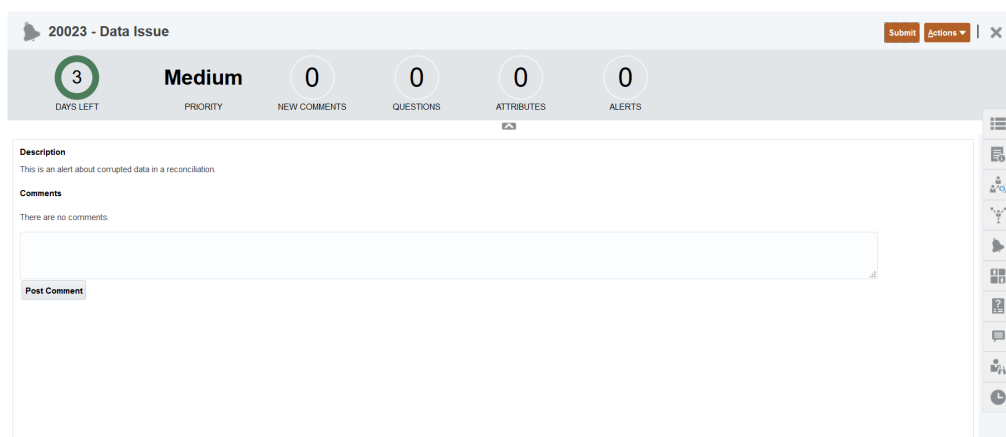 20023 - Data Issue
Submit
Actions
3
DAYS LEFT
Medium
PRIORITY
0
NEW COMMENTS
0
QUESTIONS
0
ATTRIBUTES
0
ALERTS
Description
This is an alert about corrupted data in a reconciliation.
Comments
There are no comments.
Post Comment